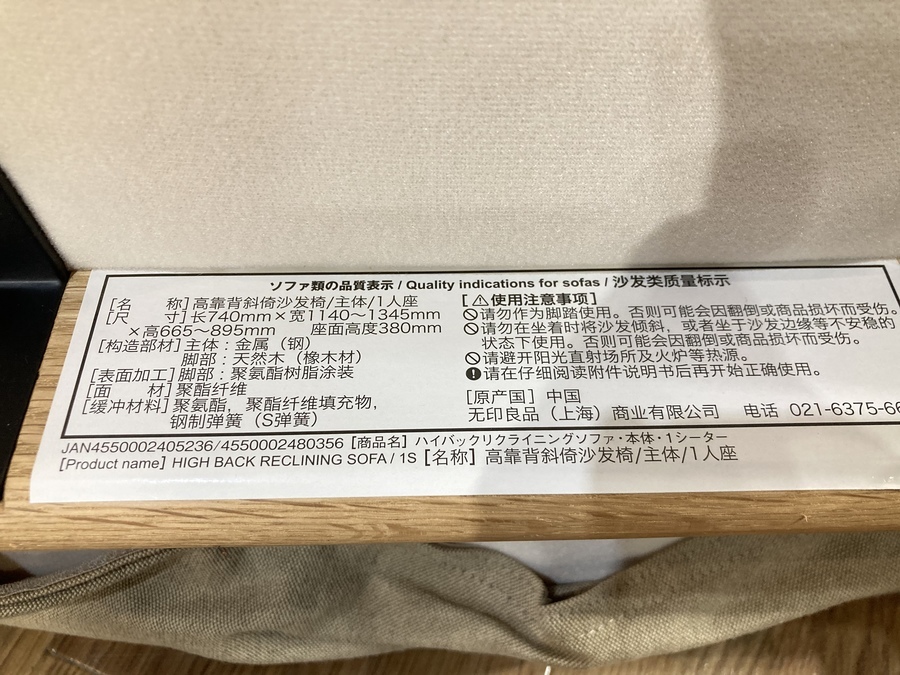 ソファ類の品質表示 / Quality indications for sofas / 沙发类质量标示
[名 称] 高靠背斜倚沙发椅/主体/1人座
[尺 寸] 长740mm×宽1140～1345mm
×高665～895mm 座面高度380mm
[构造部材] 主体：金属（钢）
脚部：天然木（橡木材）
[表面加工] 脚部：聚氨酯树脂涂装
[面 材] 聚酯纤维
[缓冲材料] 聚氨酯，聚酯纤维填充物，
钢制弹簧（S弹簧）
[⚠使用注意事项]
请勿作为脚踏使用。否则可能会因翻倒或商品损坏而受伤。
请勿在坐着时将沙发倾斜，或者坐于沙发边缘等不安稳的
状态下使用。否则可能会因翻倒或商品损坏而受伤。
请避开阳光直射场所及火炉等热源。
请在仔细阅读附件说明书后再开始正确使用。
[原产国] 中国
无印良品（上海）商业有限公司 电话 021-6375-66
JAN4550002405236/4550002480356 [商品名] ハイバックリクライニングソファ・本体・1シーター
[Product name] HIGH BACK RECLINING SOFA / 1S [名称] 高靠背斜倚沙发椅/主体/1人座